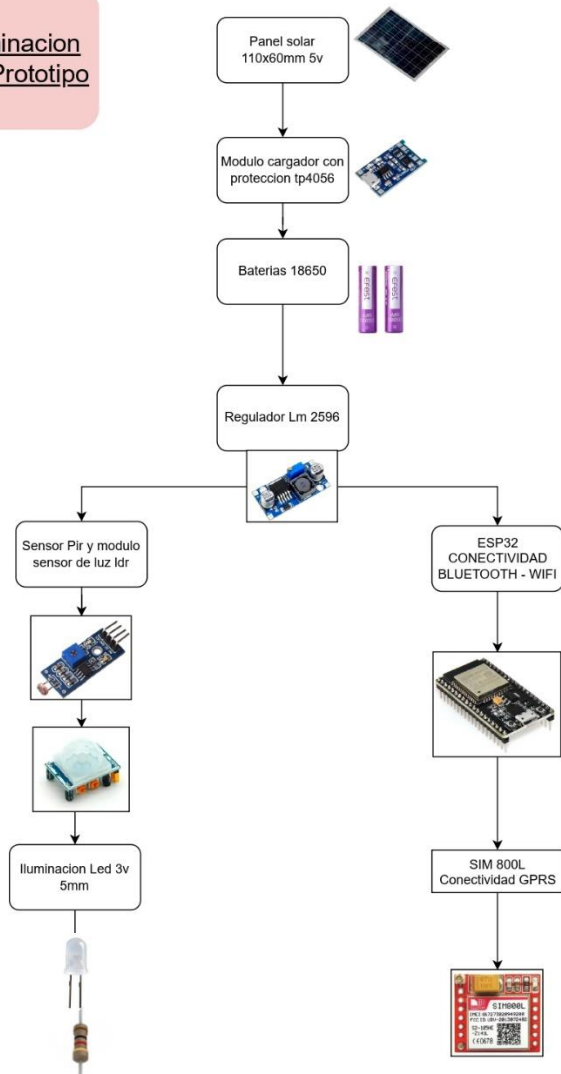 Prototipo
Panel solar
110x60mm 5v
Modulo cargador con
proteccion tp4056
Baterias 18650
Regulador Lm 2596
Sensor Pir y modulo
sensor de luz ldr
ESP32
CONECTIVIDAD
BLUETOOTH - WIFI
Iluminacion Led 3v
5mm
SIM 800L
Conectividad GPRS
SIM800L